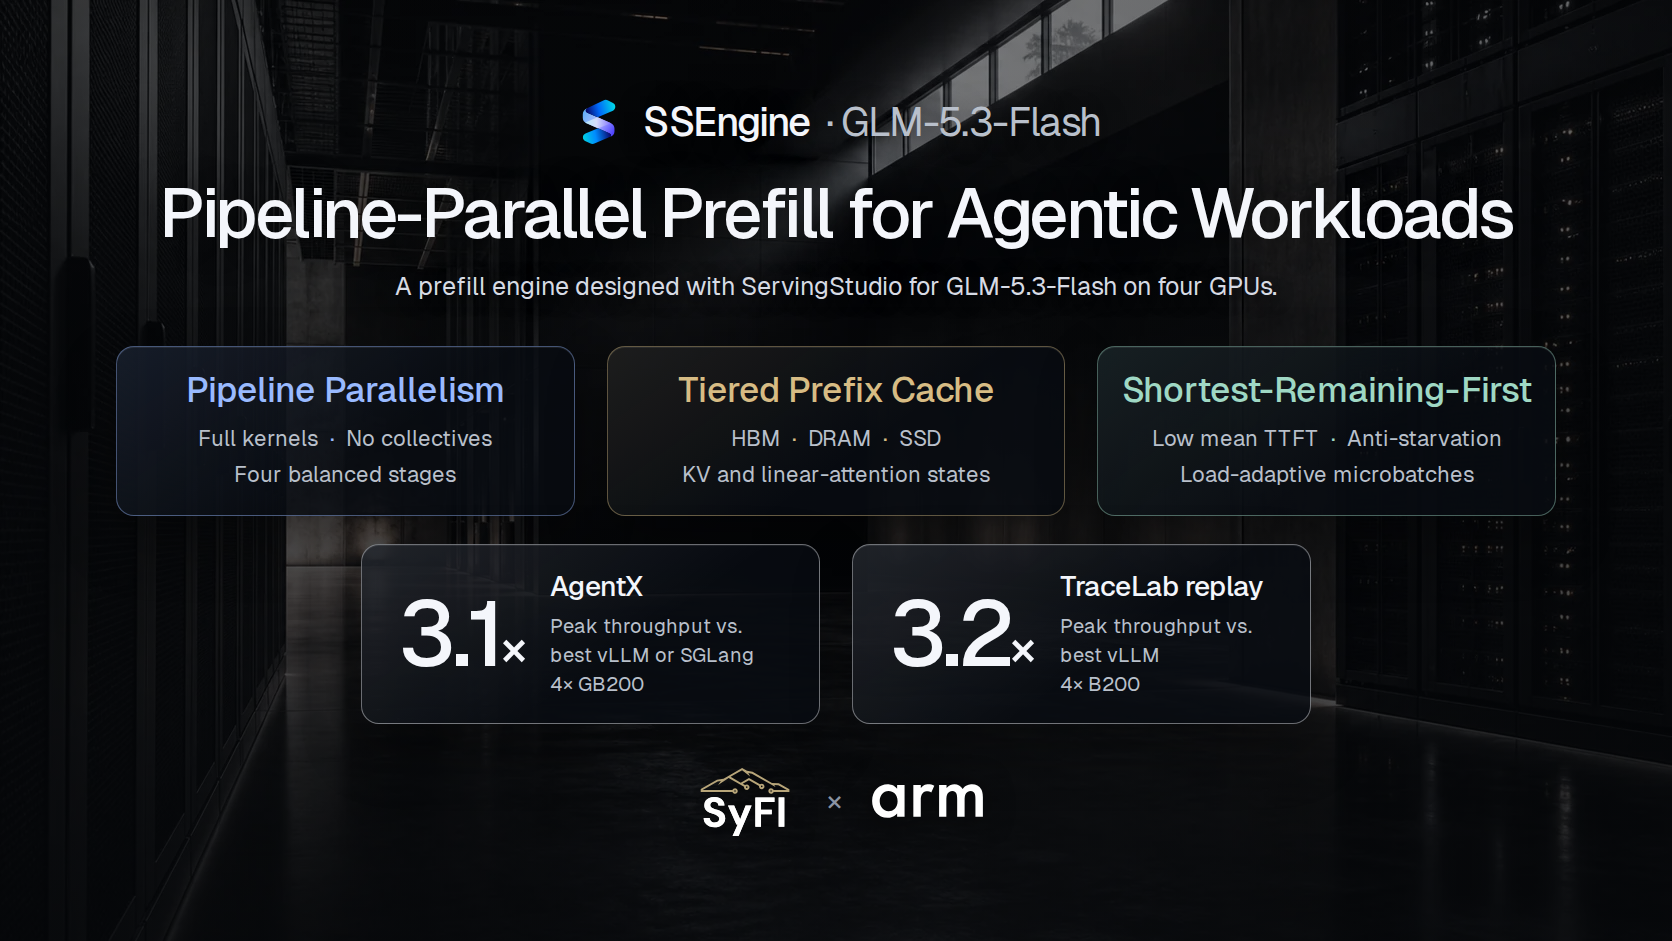 SSEngine · GLM-5.3-Flash
Pipeline-Parallel Prefill for Agentic Workloads
A prefill engine designed with ServingStudio for GLM-5.3-Flash on four GPUs.
Pipeline Parallelism
Full kernels · No collectives
Four balanced stages
Tiered Prefix Cache
HBM · DRAM · SSD
KV and linear-attention states
Shortest-Remaining-First
Low mean TTFT · Anti-starvation
Load-adaptive microbatches
3.1×
AgentX
Peak throughput vs.
best vLLM or SGLang
4× GB200
3.2×
TraceLab replay
Peak throughput vs.
best vLLM
4× B200
SyFI × arm